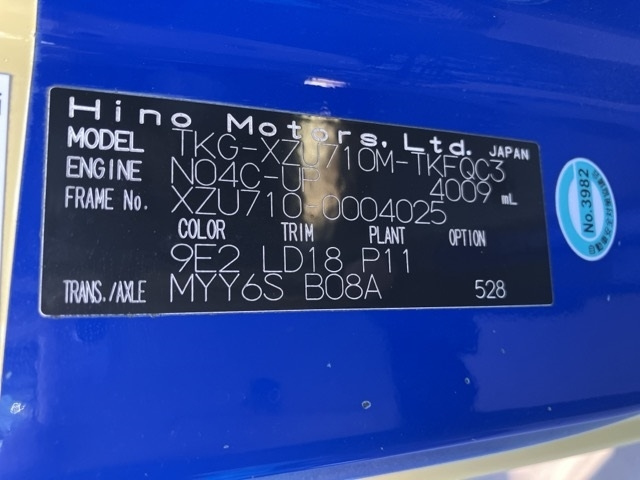 Hino Motors, Ltd. JAPAN
MODEL TKG-XZU710M-TKFQC3
ENGINE N04C-UP 4009 mL
FRAME No. XZU710-0004025
COLOR TRIM PLANT OPTION
9E2 LD18 P11
TRANS./AXLE MYY6S B08A 528
No.3982